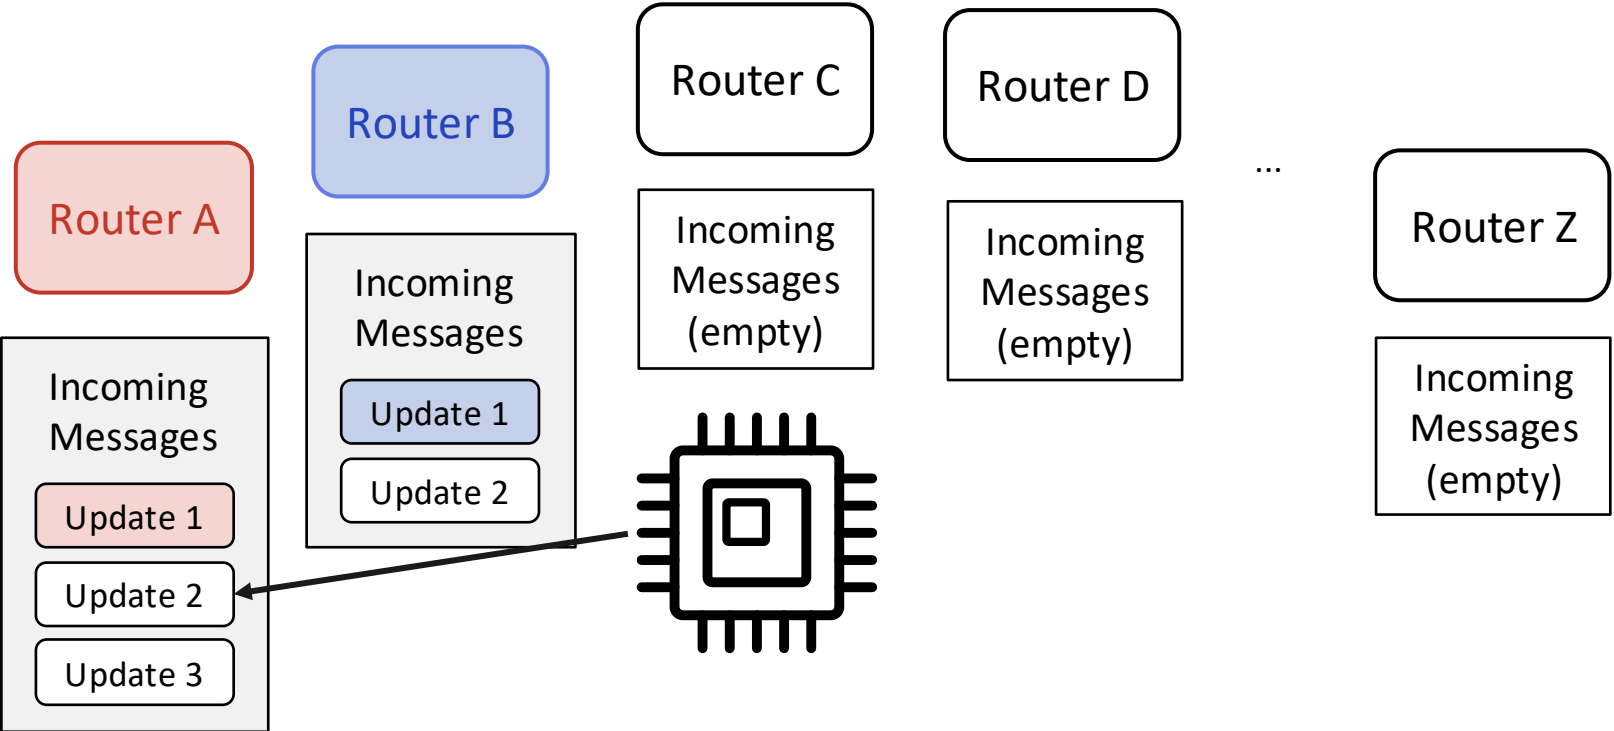 Router A
Incoming
Messages
Update 1
Update 2
Update 3
Router B
Incoming
Messages
Update 1
Update 2
Router C
Incoming
Messages
(empty)
Router D
Incoming
Messages
(empty)
...
Router Z
Incoming
Messages
(empty)